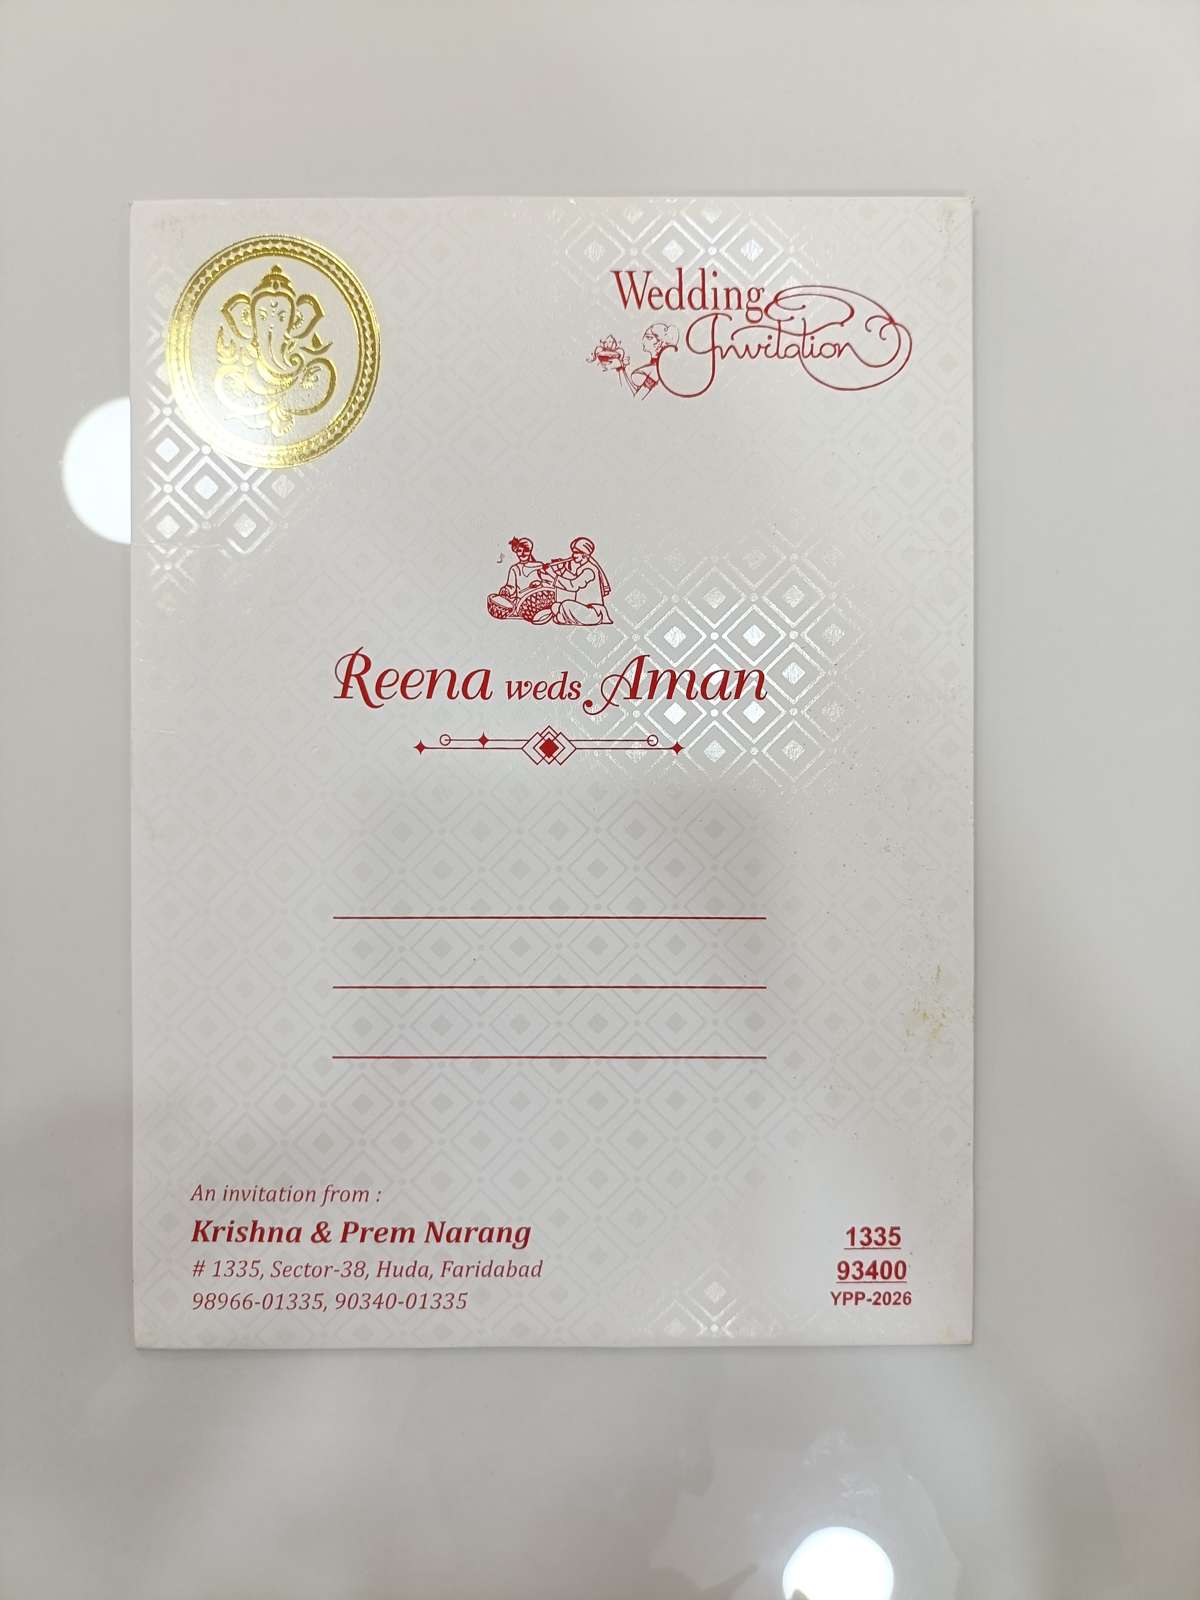 Wedding
Invitation
Reena weds Aman
An invitation from :
Krishna & Prem Narang
# 1335, Sector-38, Huda, Faridabad
98966-01335, 90340-01335
1335
93400
YPP-2026